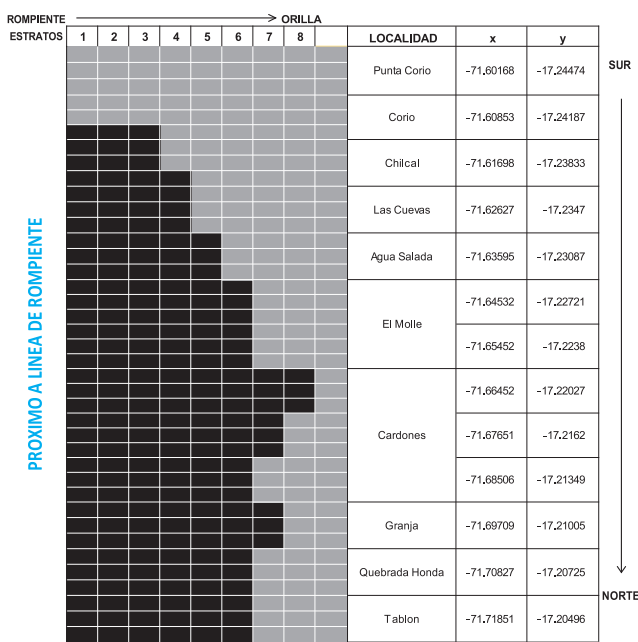 ROMPIENTE ORILLA
ESTRATOS 1 2 3 4 5 6 7 8 LOCALIDAD x y
Punta Corio -71.60168 -17.24474 SUR
Corio -71.60853 -17.24187
Chilcal -71.61698 -17.23833
Las Cuevas -71.62627 -17.2347
Agua Salada -71.63595 -17.23087
El Molle -71.64532 -17.22721
-71.65452 -17.2238
Cardones -71.66452 -17.22027
-71.67651 -17.2162
-71.68506 -17.21349
Granja -71.69709 -17.21005
Quebrada Honda -71.70827 -17.20725
NORTE
Tablon -71.71851 -17.20496
PROXIMO A LINEA DE ROMPIENTE